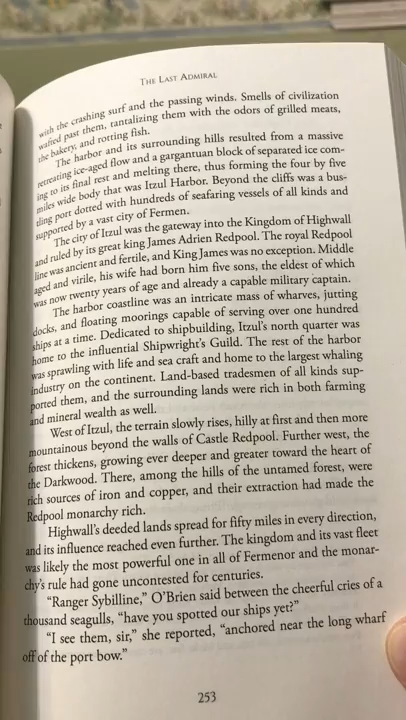 The Last Admiral
with the crashing surf and the passing winds. Smells of civilization
wafted past them, tantalizing them with the odors of grilled meats,
the bakery, and rotting fish.
The harbor and its surrounding hills resulted from a massive
retreating ice-aged flow and a gargantuan block of separated ice com-
ing to its final rest and melting there, thus forming the four by five
miles wide body that was Itzul Harbor. Beyond the cliffs was a bus-
tling port dotted with hundreds of seafaring vessels of all kinds and
supported by a vast city of Fermen.
The city of Itzul was the gateway into the Kingdom of Highwall
and ruled by its great king James Adrien Redpool. The royal Redpool
line was ancient and fertile, and King James was no exception. Middle
aged and virile, his wife had born him five sons, the eldest of which
was now twenty years of age and already a capable military captain.
The harbor coastline was an intricate mass of wharves, jutting
docks, and floating moorings capable of serving over one hundred
ships at a time. Dedicated to shipbuilding, Itzul's north quarter was
home to the influential Shipwright's Guild. The rest of the harbor
was sprawling with life and sea craft and home to the largest whaling
industry on the continent. Land-based tradesmen of all kinds sup-
ported them, and the surrounding lands were rich in both farming
and mineral wealth as well.
West of Itzul, the terrain slowly rises, hilly at first and then more
mountainous beyond the walls of Castle Redpool. Further west, the
forest thickens, growing ever deeper and greater toward the heart of
the Darkwood. There, among the hills of the untamed forest, were
rich sources of iron and copper, and their extraction had made the
Redpool monarchy rich.
Highwall's deeded lands spread for fifty miles in every direction,
and its influence reached even further. The kingdom and its vast fleet
was likely the most powerful one in all of Fermenor and the monar-
chy's rule had gone uncontested for centuries.
"Ranger Sybilline," O'Brien said between the cheerful cries of a
thousand seagulls, "have you spotted our ships yet?"
"I see them, sir," she reported, "anchored near the long wharf
off of the port bow."
253